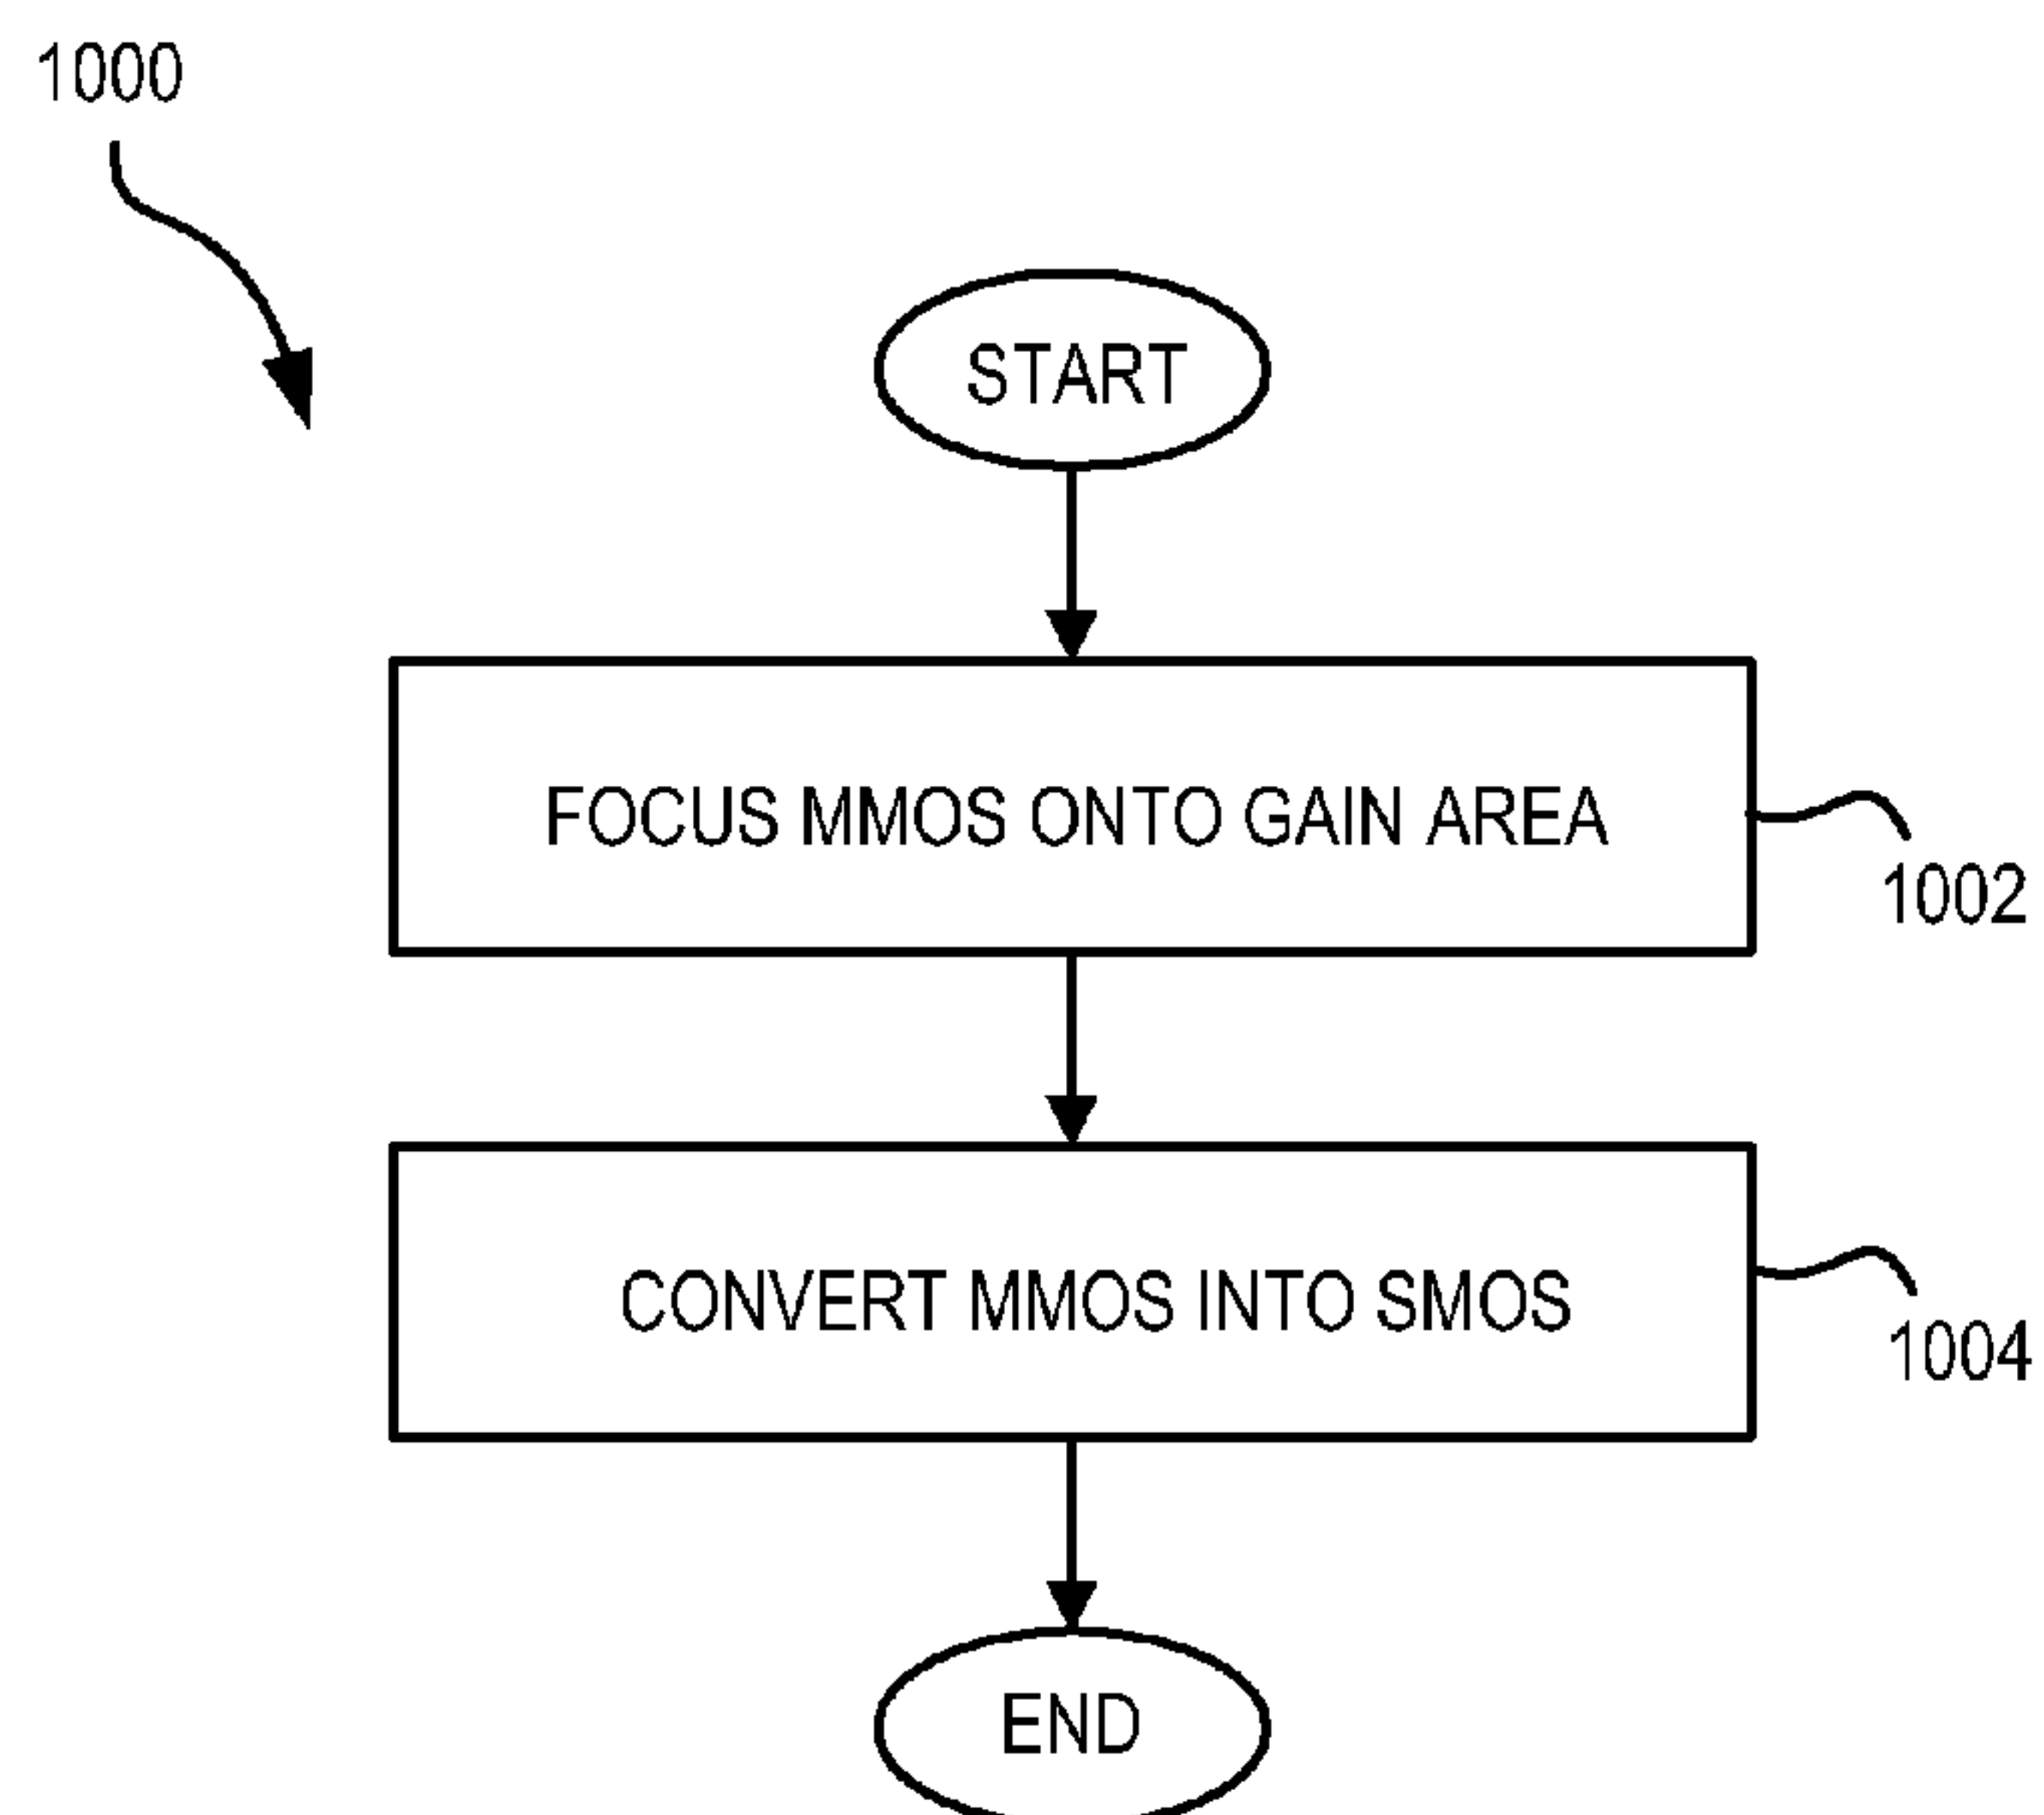 1000
START
FOCUS MMOS ONTO GAIN AREA
1002
CONVERT MMOS INTO SMOS
1004
END